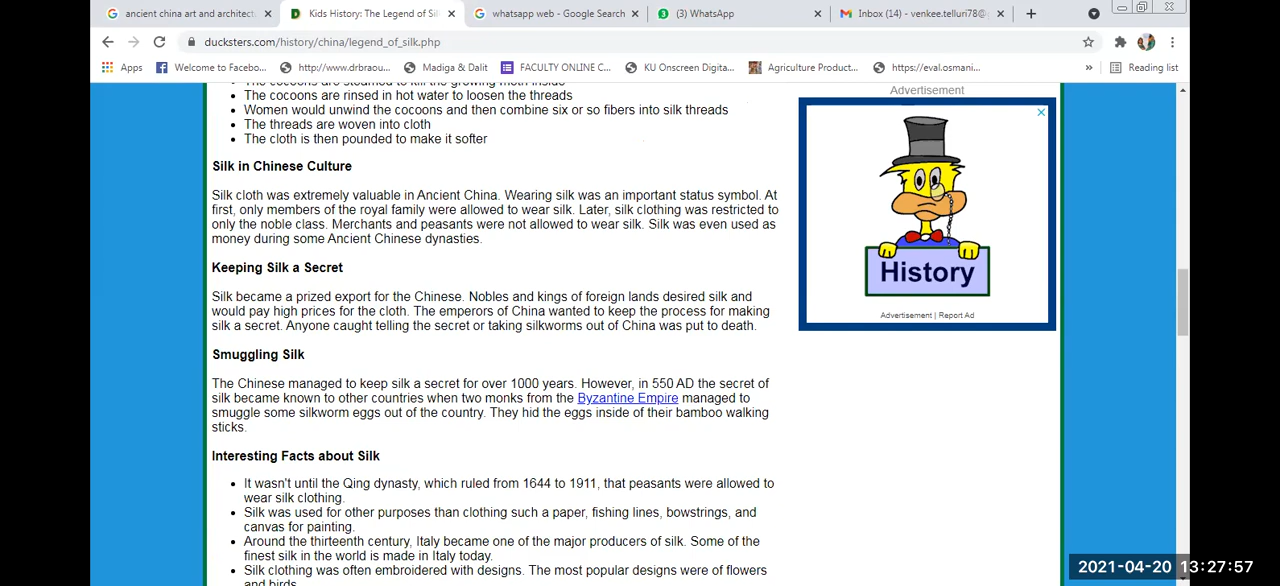 ancient china art and architect
Kids History: The Legend of Sil
whatsapp web - Google Search
(3) WhatsApp
Inbox (14) - venkee.telluri78@
ducksters.com/history/china/legend_of_silk.php
Apps
Welcome to Facebo...
http://www.drbraou...
Madiga & Dalit
FACULTY ONLINE C...
KU Onscreen Digita...
Agriculture Product...
https://eval.osmani...
»
Reading list
• The cocoons are steamed to kill the growing moth inside
• The cocoons are rinsed in hot water to loosen the threads
• Women would unwind the cocoons and then combine six or so fibers into silk threads
• The threads are woven into cloth
• The cloth is then pounded to make it softer
Silk in Chinese Culture
Silk cloth was extremely valuable in Ancient China. Wearing silk was an important status symbol. At
first, only members of the royal family were allowed to wear silk. Later, silk clothing was restricted to
only the noble class. Merchants and peasants were not allowed to wear silk. Silk was even used as
money during some Ancient Chinese dynasties.
Keeping Silk a Secret
Silk became a prized export for the Chinese. Nobles and kings of foreign lands desired silk and
would pay high prices for the cloth. The emperors of China wanted to keep the process for making
silk a secret. Anyone caught telling the secret or taking silkworms out of China was put to death.
Smuggling Silk
The Chinese managed to keep silk a secret for over 1000 years. However, in 550 AD the secret of
silk became known to other countries when two monks from the Byzantine Empire managed to
smuggle some silkworm eggs out of the country. They hid the eggs inside of their bamboo walking
sticks.
Interesting Facts about Silk
• It wasn't until the Qing dynasty, which ruled from 1644 to 1911, that peasants were allowed to
wear silk clothing.
• Silk was used for other purposes than clothing such a paper, fishing lines, bowstrings, and
canvas for painting.
• Around the thirteenth century, Italy became one of the major producers of silk. Some of the
finest silk in the world is made in Italy today.
• Silk clothing was often embroidered with designs. The most popular designs were of flowers
and birds.
Advertisement
History
Advertisement | Report Ad
2021-04-20 13:27:57